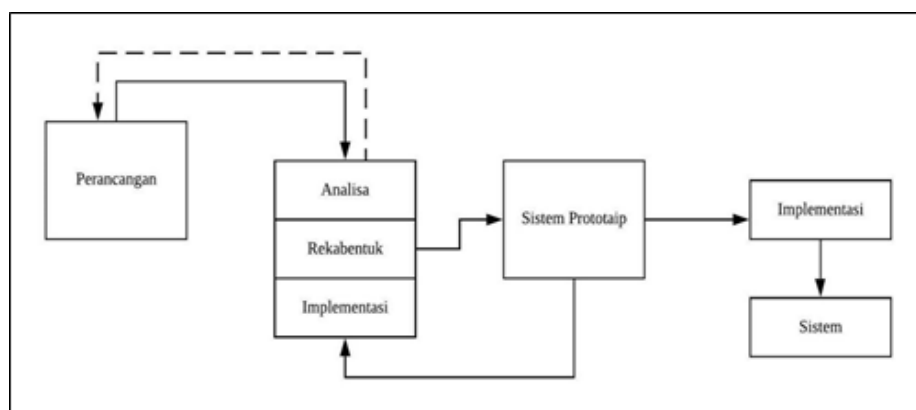 Perancangan
Analisa
Rekabentuk
Implementasi
Sistem Prototaip
Implementasi
Sistem